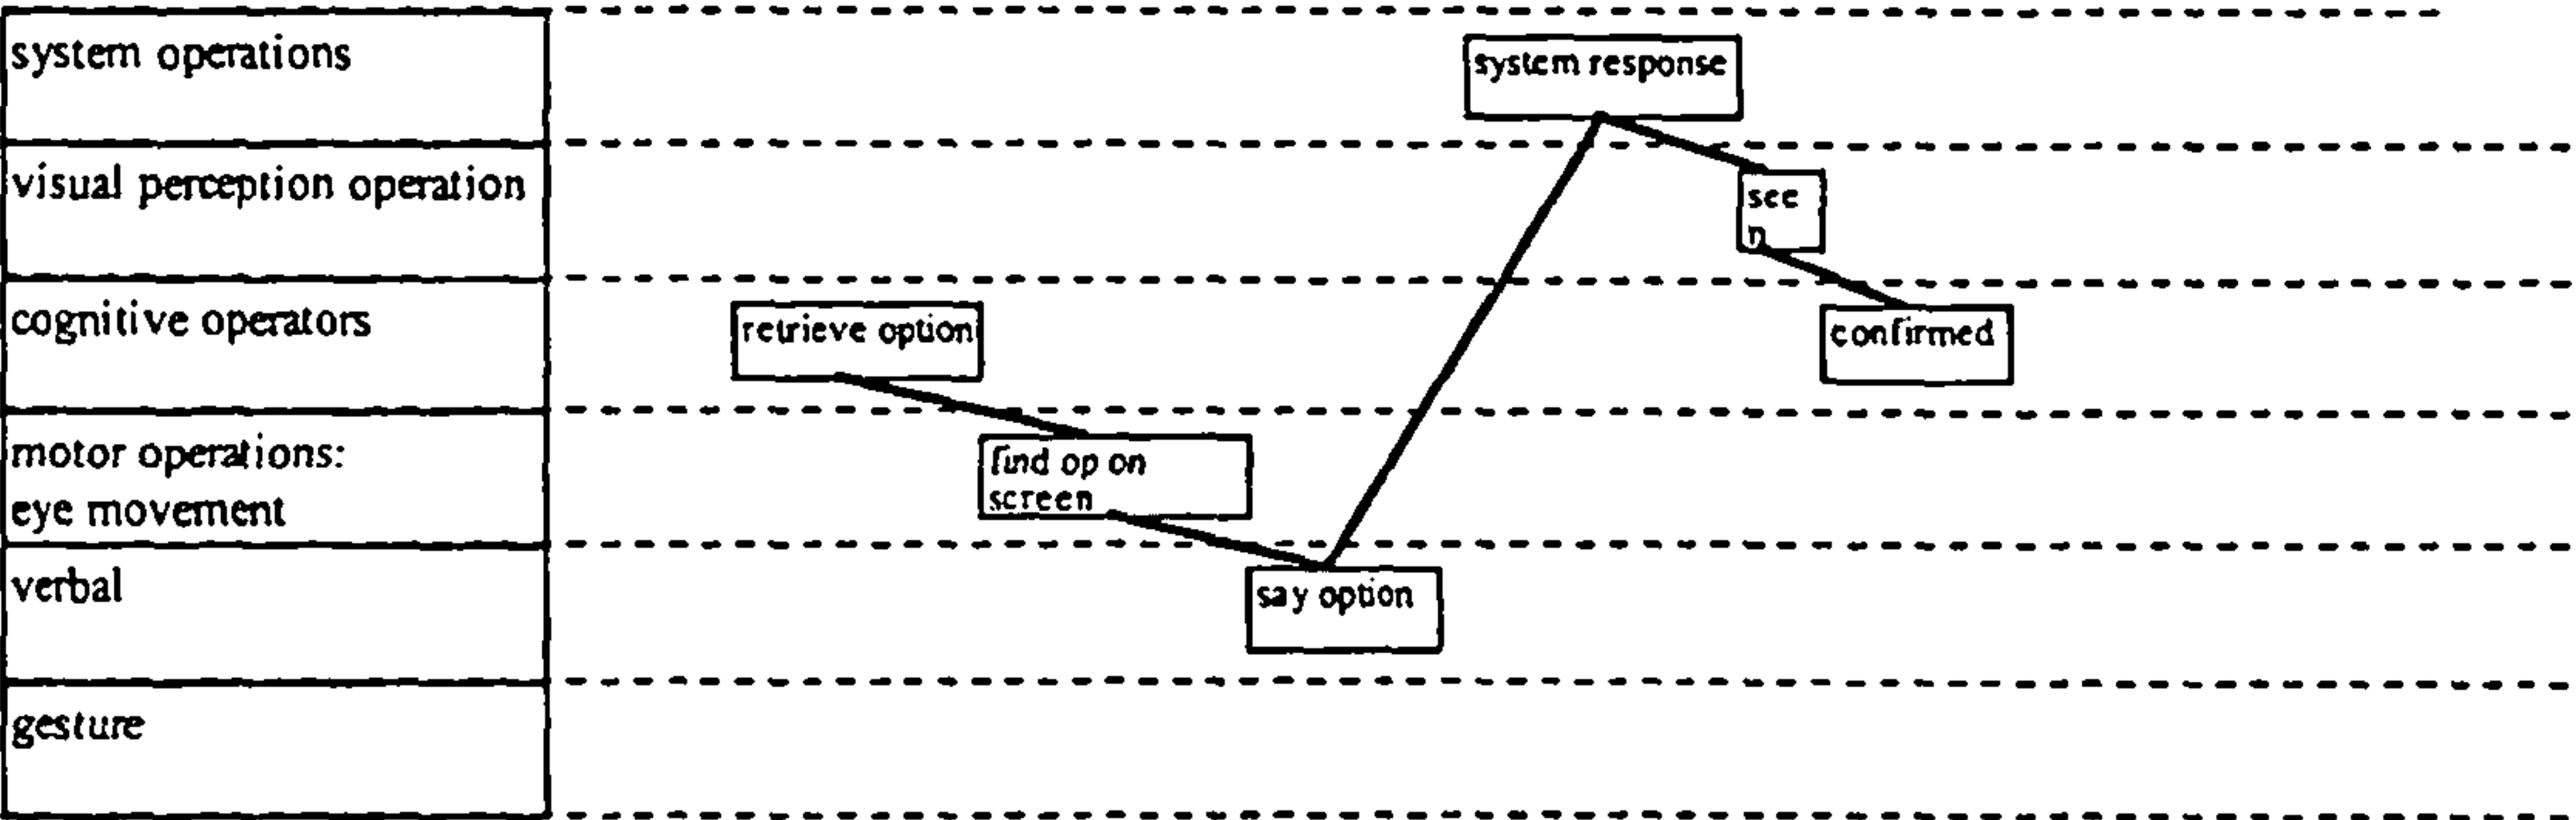 system operations
system response
visual perception operation
see
n
cognitive operators
retrieve option
confirmed
motor operations:
eye movement
find op on
screen
verbal
say option
gesture